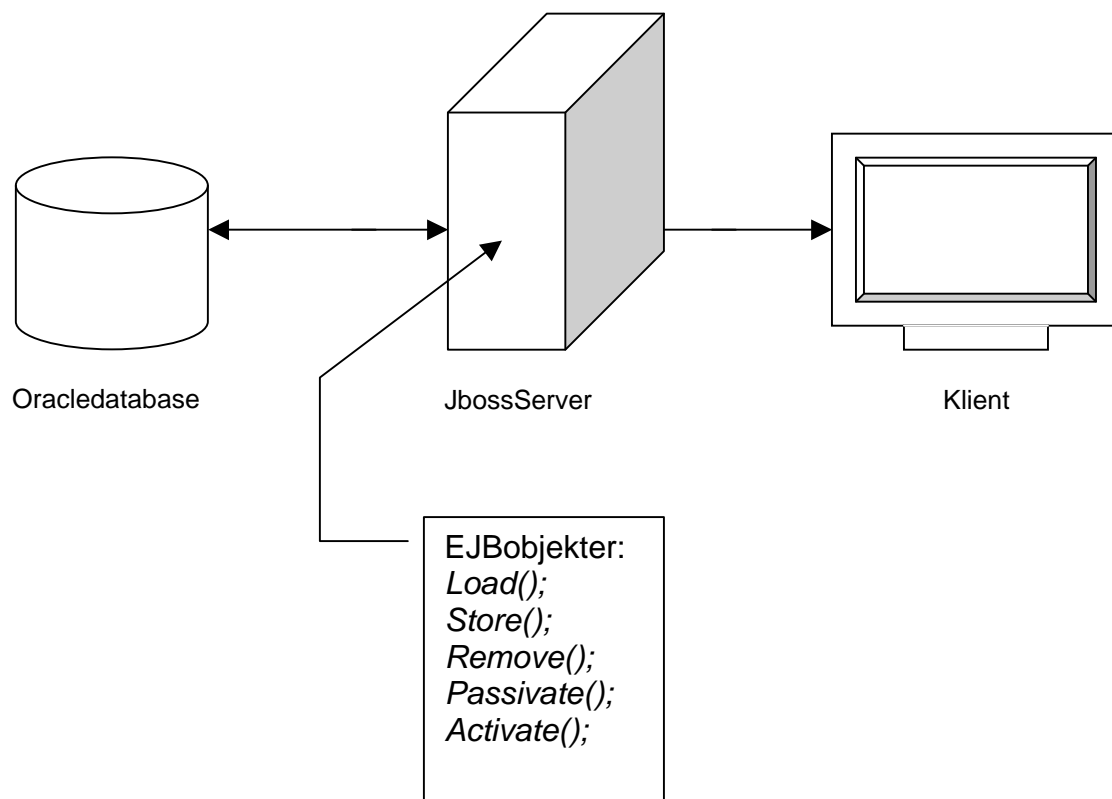 Oracledatabase
JbossServer
Klient
EJBobjekter:
Load();
Store();
Remove();
Passivate();
Activate();